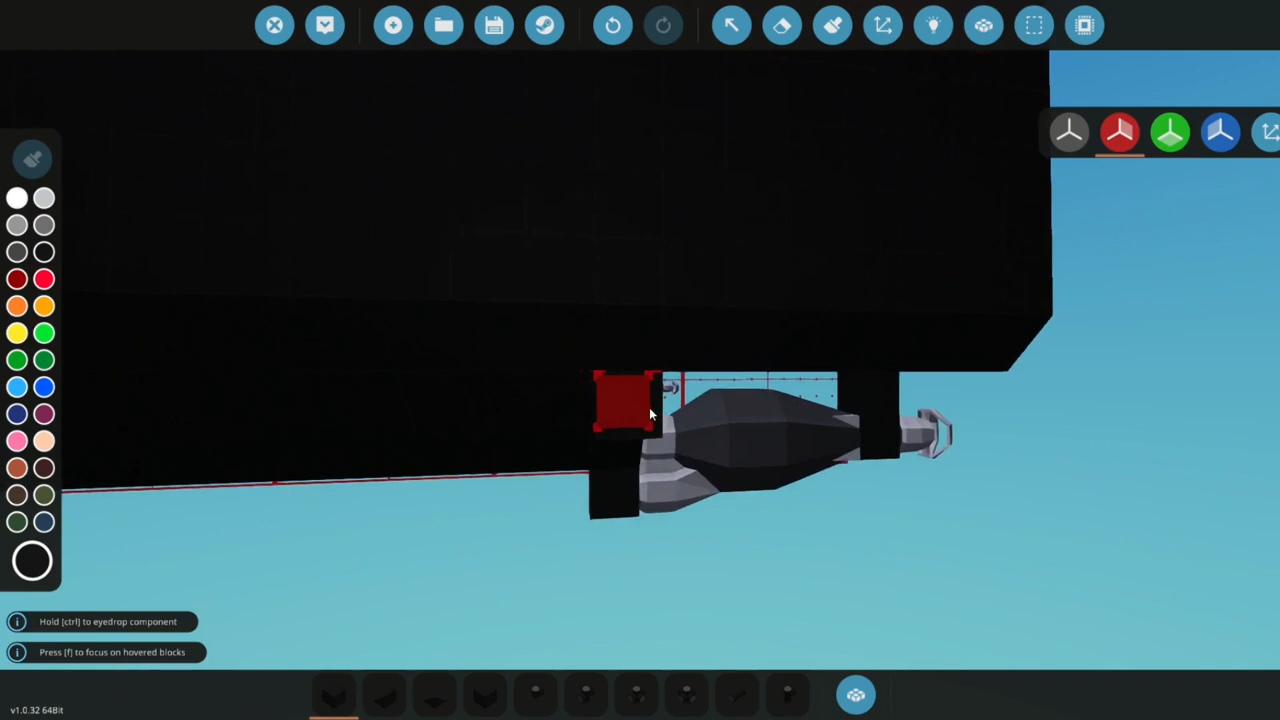 Hold [ctrl] to eyedrop component
Press [f] to focus on hovered blocks
v1.0.32 64Bit